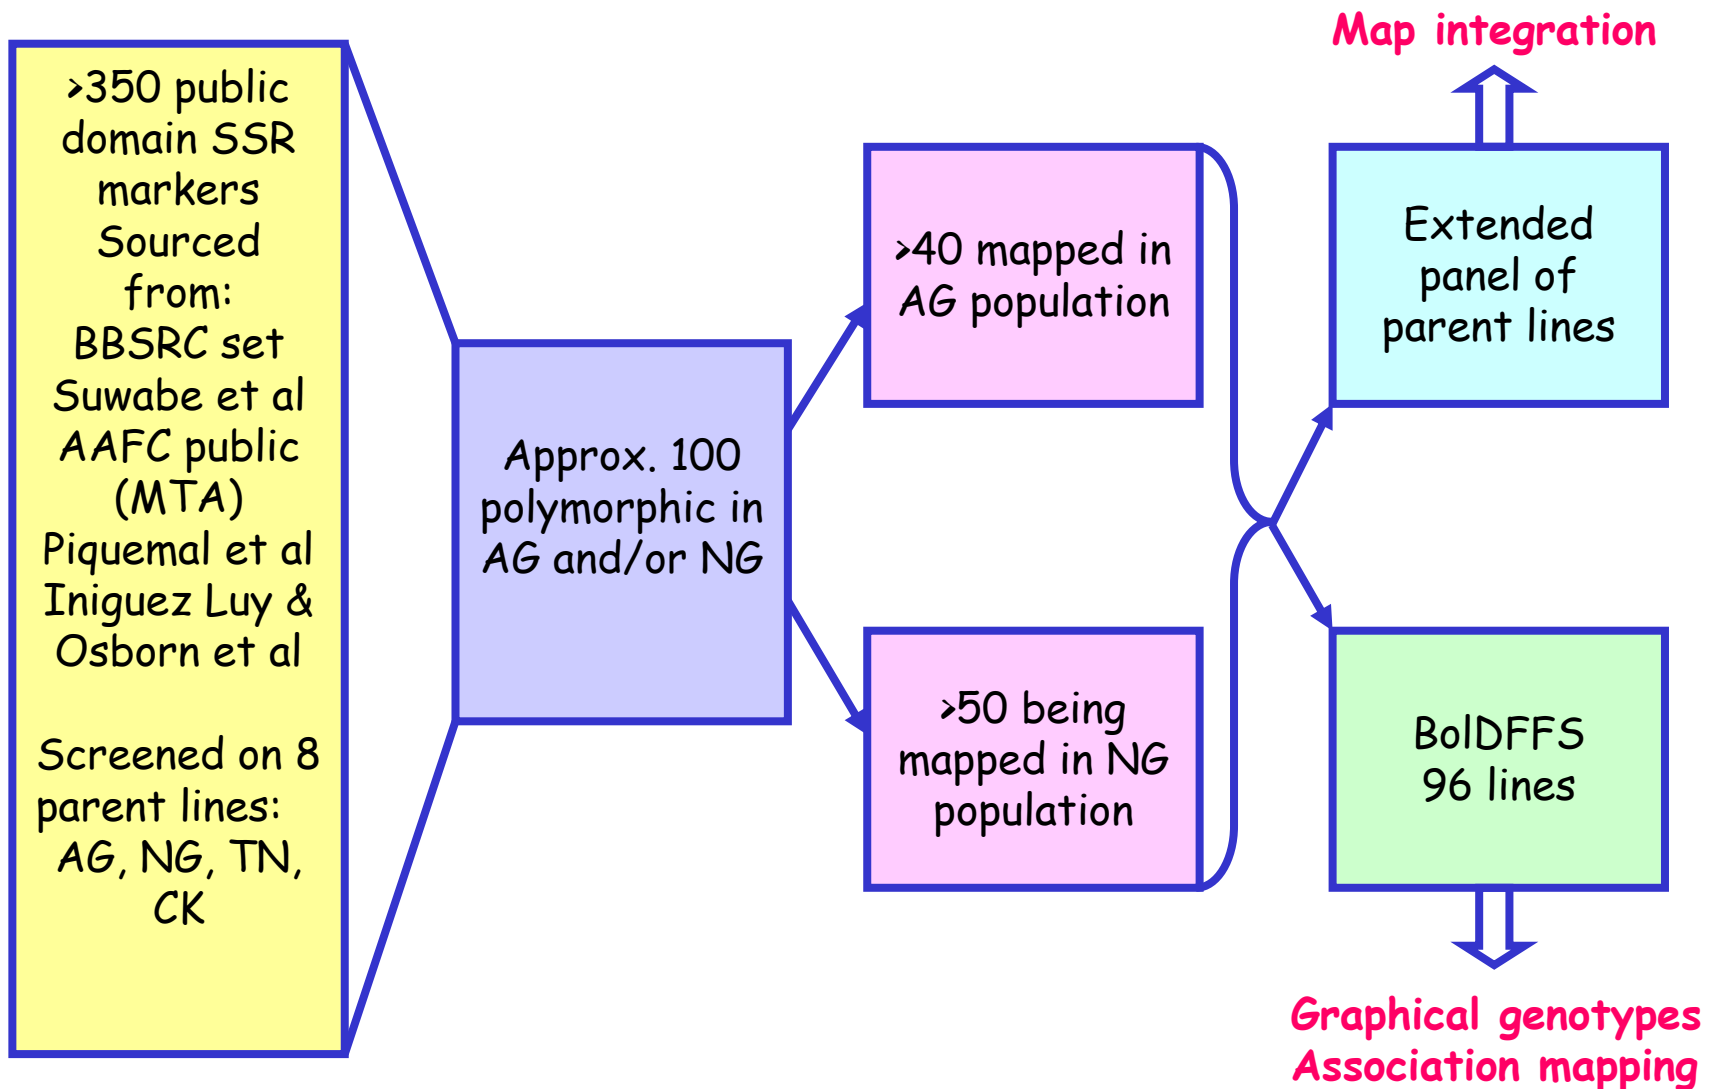 >350 public
domain SSR
markers
Sourced
from:
BBSRC set
Suwabe et al
AAFC public
(MTA)
Piquemal et al
Iniguez Luy &
Osborn et al
Screened on 8
parent lines:
AG, NG, TN,
CK
Approx. 100
polymorphic in
AG and/or NG
>40 mapped in
AG population
>50 being
mapped in NG
population
Map integration
Extended
panel of
parent lines
BolDFFS
96 lines
Graphical genotypes
Association mapping